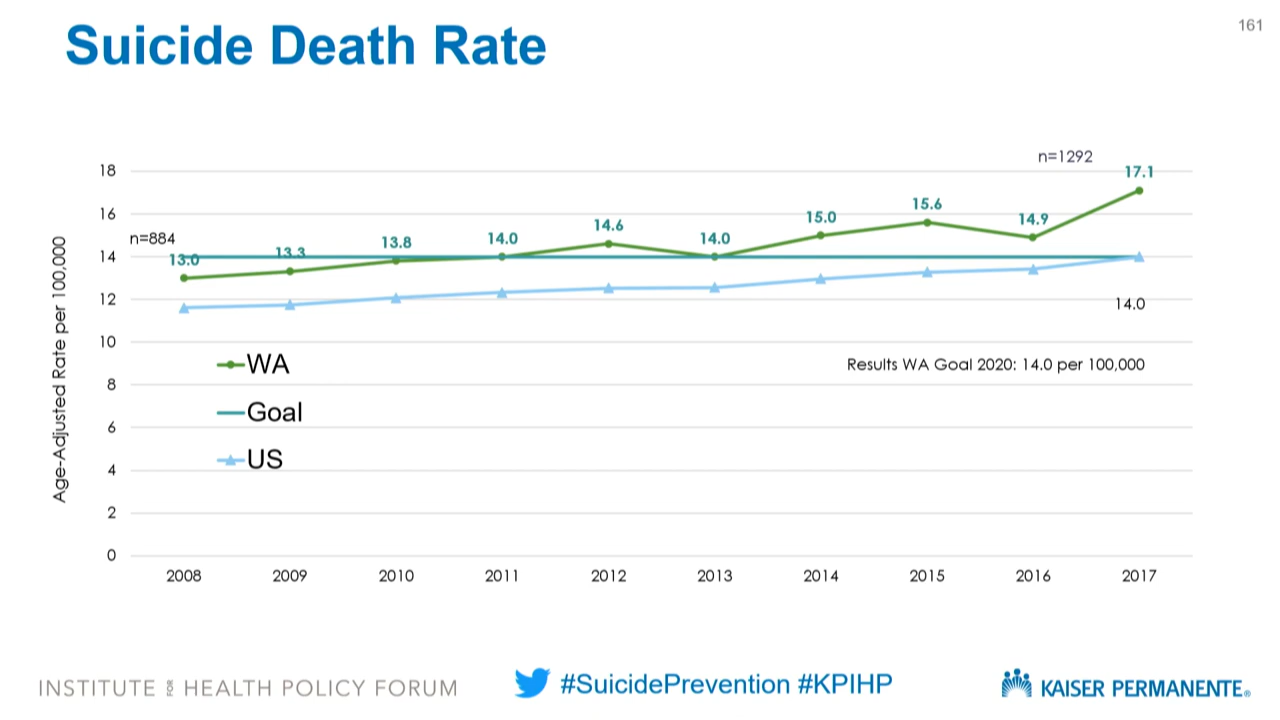 161
Suicide Death Rate
n=1292
18
17.1
16
15.6
15.0
14.9
14.6
n=884
13.0
13.3
13.8
14.0
14.0
14
12
14.0
10
8
6
4
2
0
Age-Adjusted Rate per 100,000
WA
Goal
US
Results WA Goal 2020: 14.0 per 100,000
2008 2009 2010 2011 2012 2013 2014 2015 2016 2017
INSTITUTE FOR HEALTH POLICY FORUM
#SuicidePrevention #KPIHP
KAISER PERMANENTE®